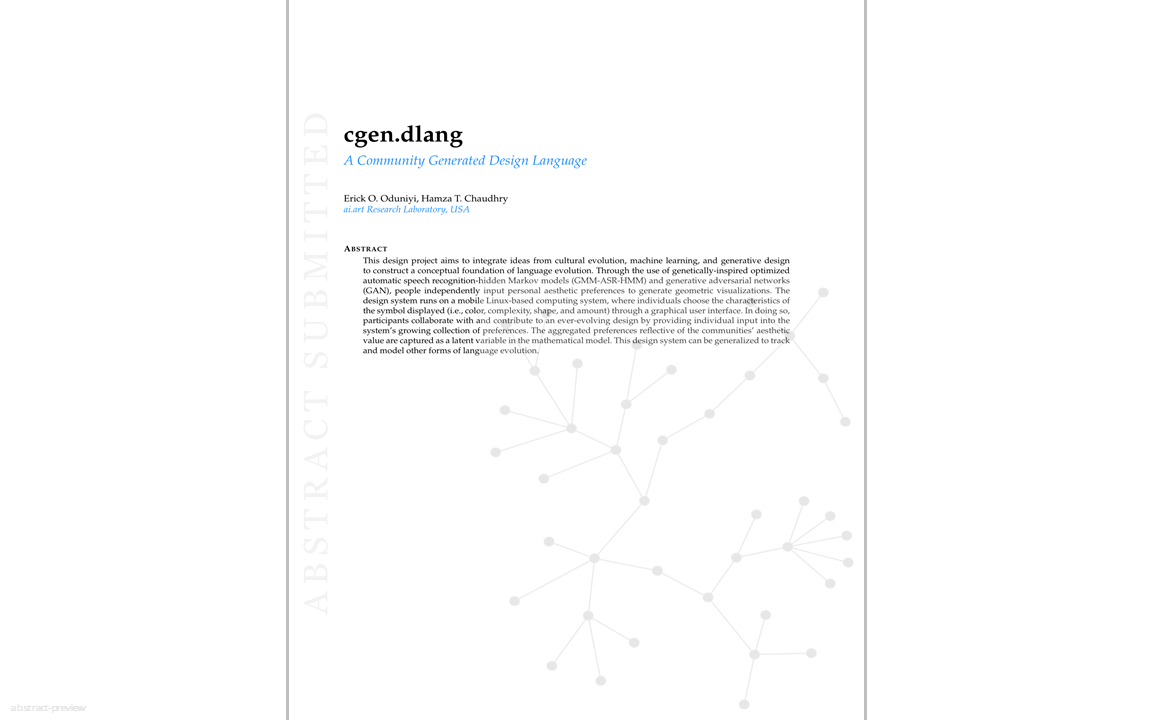 ABSTRACT SUBMITTED
cgen.dlang
A Community Generated Design Language
Erick O. Oduniyi, Hamza T. Chaudhry
ai.art Research Laboratory, USA
Abstract
This design project aims to integrate ideas from cultural evolution, machine learning, and generative design
to construct a conceptual foundation of language evolution. Through the use of genetically-inspired optimized
automatic speech recognition-hidden Markov models (GMM-ASR-HMM) and generative adversarial networks
(GAN), people independently input personal aesthetic preferences to generate geometric visualizations. The
design system runs on a mobile Linux-based computing system, where individuals choose the characteristics of
the symbol displayed (i.e., color, complexity, shape, and amount) through a graphical user interface. In doing so,
participants collaborate with and contribute to an ever-evolving design by providing individual input into the
system's growing collection of preferences. The aggregated preferences reflective of the communities' aesthetic
value are captured as a latent variable in the mathematical model. This design system can be generalized to track
and model other forms of language evolution.
abstract-preview